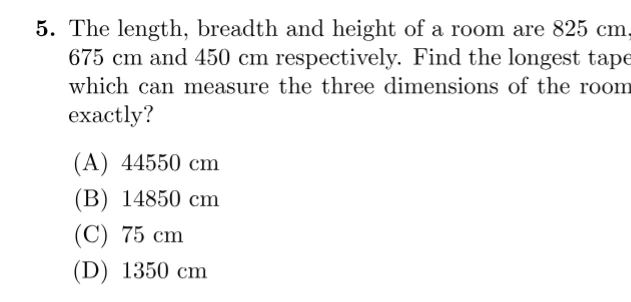 5. The length, breadth and height of a room are 825 cm,
675 cm and 450 cm respectively. Find the longest tape
which can measure the three dimensions of the room
exactly?
(A) 44550 cm
(B) 14850 cm
(C) 75 cm
(D) 1350 cm